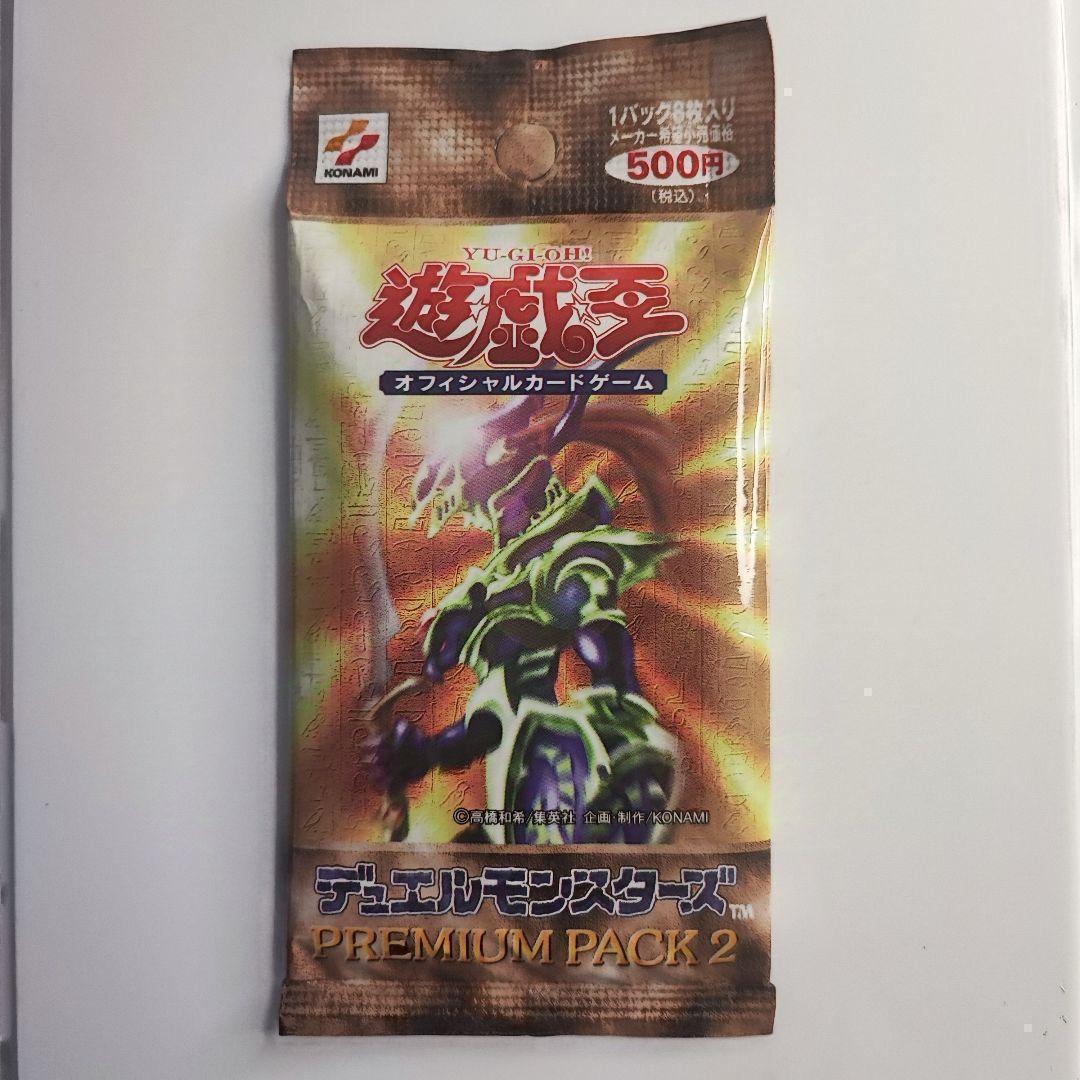 1パック8枚入り
メーカー希望小売価格
500円
(税込)
KONAMI
YU-GI-OH!
遊戯王
オフィシャルカードゲーム
©高橋和希/集英社 企画・制作/KONAMI
デュエルモンスターズ™
PREMIUM PACK 2